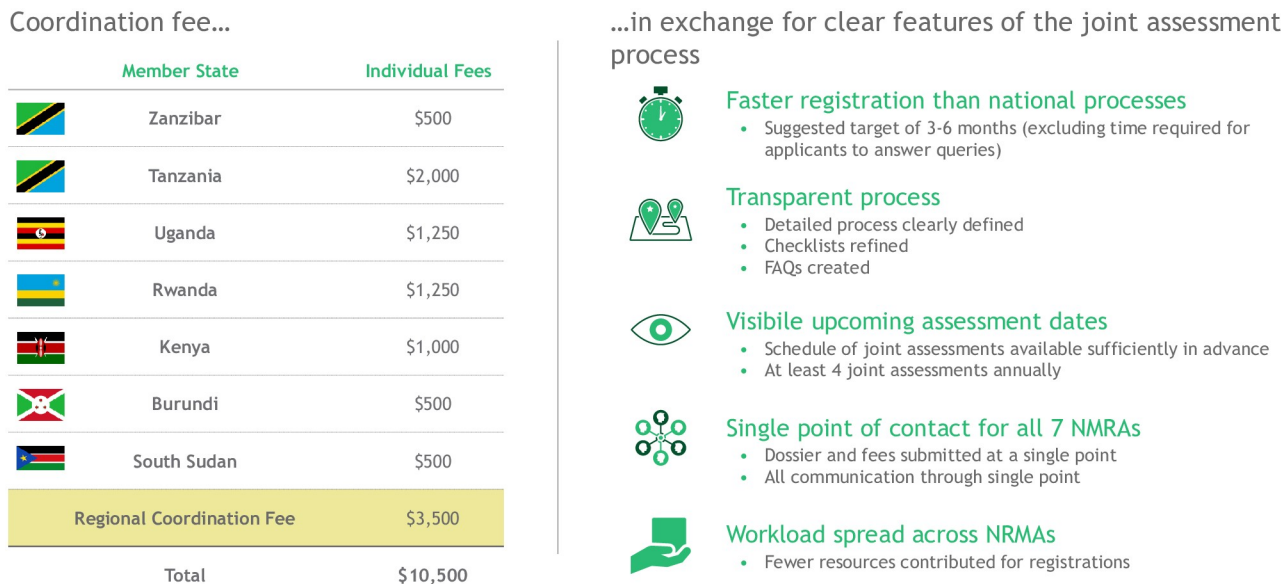 Coordination fee…
Member State Individual Fees
Zanzibar $500
Tanzania $2,000
Uganda $1,250
Rwanda $1,250
Kenya $1,000
Burundi $500
South Sudan $500
Regional Coordination Fee $3,500
Total $10,500
…in exchange for clear features of the joint assessment
process
Faster registration than national processes
• Suggested target of 3-6 months (excluding time required for
applicants to answer queries)
Transparent process
• Detailed process clearly defined
• Checklists refined
• FAQs created
Visibile upcoming assessment dates
• Schedule of joint assessments available sufficiently in advance
• At least 4 joint assessments annually
Single point of contact for all 7 NMRAs
• Dossier and fees submitted at a single point
• All communication through single point
Workload spread across NRMAs
• Fewer resources contributed for registrations